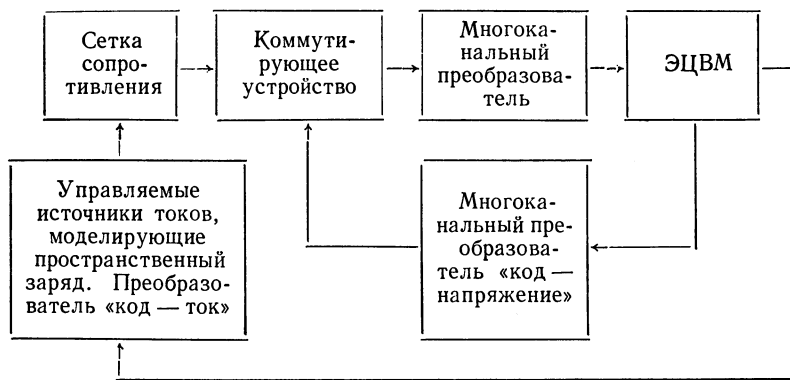 Сетка
сопро-
тивления
Коммути-
рующее
устройство
Многока-
нальный
преобразова-
тель
ЭЦВМ
Управляемые
источники токов,
моделирующие
пространственный
заряд. Преобразо-
ватель «код — ток»
Многока-
нальный пре-
образова-
тель «код —
напряжение»